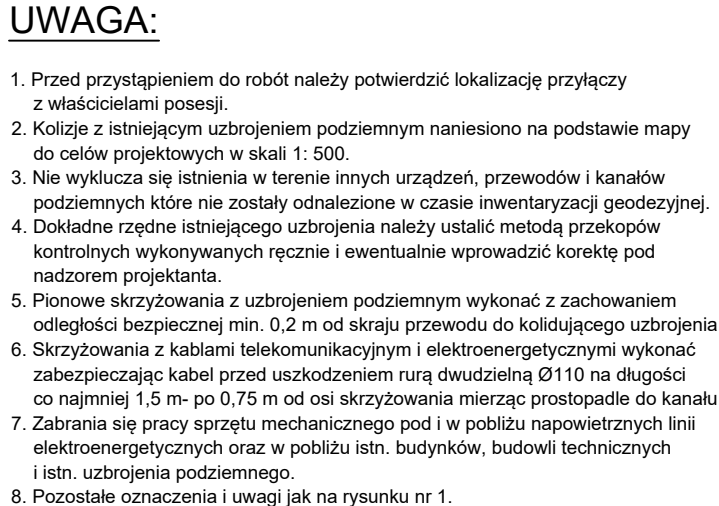 UWAGA:
1. Przed przystąpieniem do robót należy potwierdzić lokalizację przyłączy
z właścicielami posesji.
2. Kolizje z istniejącym uzbrojeniem podziemnym naniesiono na podstawie mapy
do celów projektowych w skali 1: 500.
3. Nie wyklucza się istnienia w terenie innych urządzeń, przewodów i kanałów
podziemnych które nie zostały odnalezione w czasie inwentaryzacji geodezyjnej.
4. Dokładne rzędne istniejącego uzbrojenia należy ustalić metodą przekopów
kontrolnych wykonywanych ręcznie i ewentualnie wprowadzić korektę pod
nadzorem projektanta.
5. Pionowe skrzyżowania z uzbrojeniem podziemnym wykonać z zachowaniem
odległości bezpiecznej min. 0,2 m od skraju przewodu do kolidującego uzbrojenia
6. Skrzyżowania z kablami telekomunikacyjnym i elektroenergetycznymi wykonać
zabezpieczając kabel przed uszkodzeniem rurą dwudzielną Ø110 na długości
co najmniej 1,5 m- po 0,75 m od osi skrzyżowania mierząc prostopadle do kanału
7. Zabrania się pracy sprzętu mechanicznego pod i w pobliżu napowietrznych linii
elektroenergetycznych oraz w pobliżu istn. budynków, budowli technicznych
i istn. uzbrojenia podziemnego.
8. Pozostałe oznaczenia i uwagi jak na rysunku nr 1.